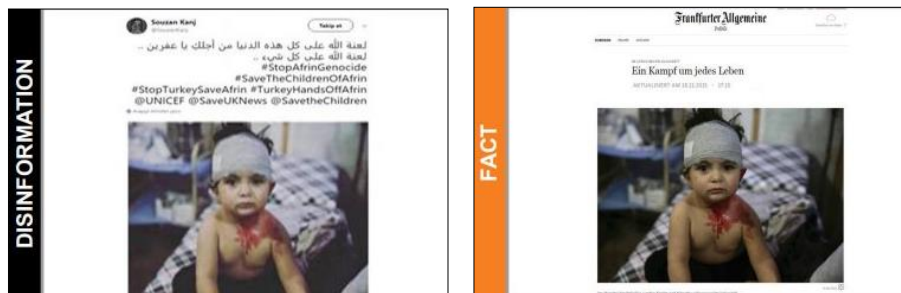 DISINFORMATION
Souzan Kanj
Takip et
لعنة الله على كل هذه الدنيا من أجلك يا عفرين ..
لعنة الله على كل شيء ..
#StopAfrinGenocide
#SaveTheChildrenOfAfrin
#StopTurkeySaveAfrin #TurkeyHandsOffAfrin
@UNICEF @SaveUKNews @SavetheChildren
FACT
Frankfurter Allgemeine
Ein Kampf um jedes Leben